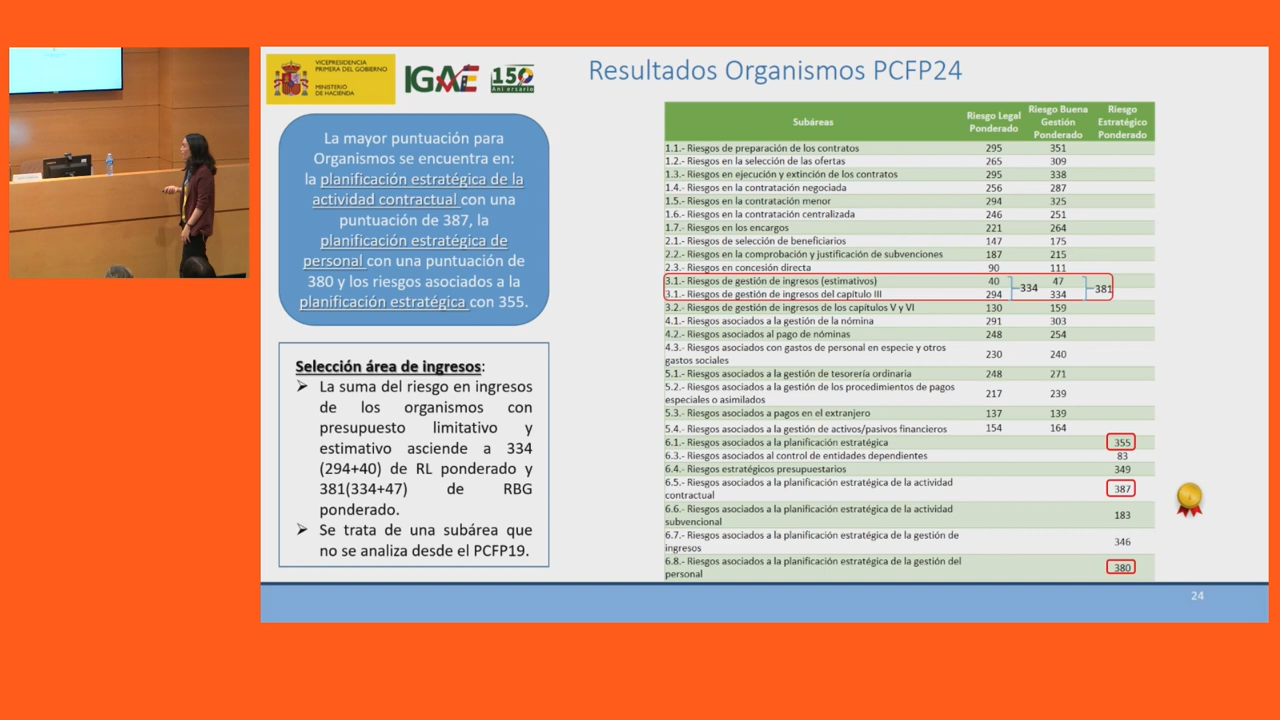 VICEPRESIDENCIA
PRIMERA DEL GOBIERNO
MINISTERIO
DE HACIENDA
IGAE
150
Aniversario
Resultados Organismos PCFP24
La mayor puntuación para
Organismos se encuentra en:
la planificación estratégica de la
actividad contractual con una
puntuación de 387, la
planificación estratégica de
personal con una puntuación de
380 y los riesgos asociados a la
planificación estratégica con 355.
Selección área de ingresos:
➢ La suma del riesgo en ingresos
de los organismos con
presupuesto limitativo y
estimativo asciende a 334
(294+40) de RL ponderado y
381(334+47) de RBG
ponderado.
➢ Se trata de una subárea que
no se analiza desde el PCFP19.
Subáreas Riesgo Legal Ponderado Riesgo Buena Gestión Ponderado Riesgo Estratégico Ponderado
1.1.- Riesgos de preparación de los contratos 295 351
1.2.- Riesgos en la selección de las ofertas 265 309
1.3.- Riesgos en ejecución y extinción de los contratos 295 338
1.4.- Riesgos en la contratación negociada 256 287
1.5.- Riesgos en la contratación menor 294 325
1.6.- Riesgos en la contratación centralizada 246 251
1.7.- Riesgos en los encargos 221 264
2.1.- Riesgos de selección de beneficiarios 147 175
2.2.- Riesgos en la comprobación y justificación de subvenciones 187 215
2.3.- Riesgos en concesión directa 90 111
3.1.- Riesgos de gestión de ingresos (estimativos) 40 47
3.1.- Riesgos de gestión de ingresos del capítulo III 294 334
334 381
3.2.- Riesgos de gestión de ingresos de los capítulos V y VI 130 159
4.1.- Riesgos asociados a la gestión de la nómina 291 303
4.2.- Riesgos asociados al pago de nóminas 248 254
4.3.- Riesgos asociados con gastos de personal en especie y otros
gastos sociales 230 240
5.1.- Riesgos asociados a la gestión de tesorería ordinaria 248 271
5.2.- Riesgos asociados a la gestión de los procedimientos de pagos
especiales o asimilados 217 239
5.3.- Riesgos asociados a pagos en el extranjero 137 139
5.4.- Riesgos asociados a la gestión de activos/pasivos financieros 154 164
6.1.- Riesgos asociados a la planificación estratégica 355
6.3.- Riesgos asociados al control de entidades dependientes 83
6.4.- Riesgos estratégicos presupuestarios 349
6.5.- Riesgos asociados a la planificación estratégica de la actividad
contractual 387
6.6.- Riesgos asociados a la planificación estratégica de la actividad
subvencional 183
6.7.- Riesgos asociados a la planificación estratégica de la gestión de
ingresos 346
6.8.- Riesgos asociados a la planificación estratégica de la gestión del
personal 380
24